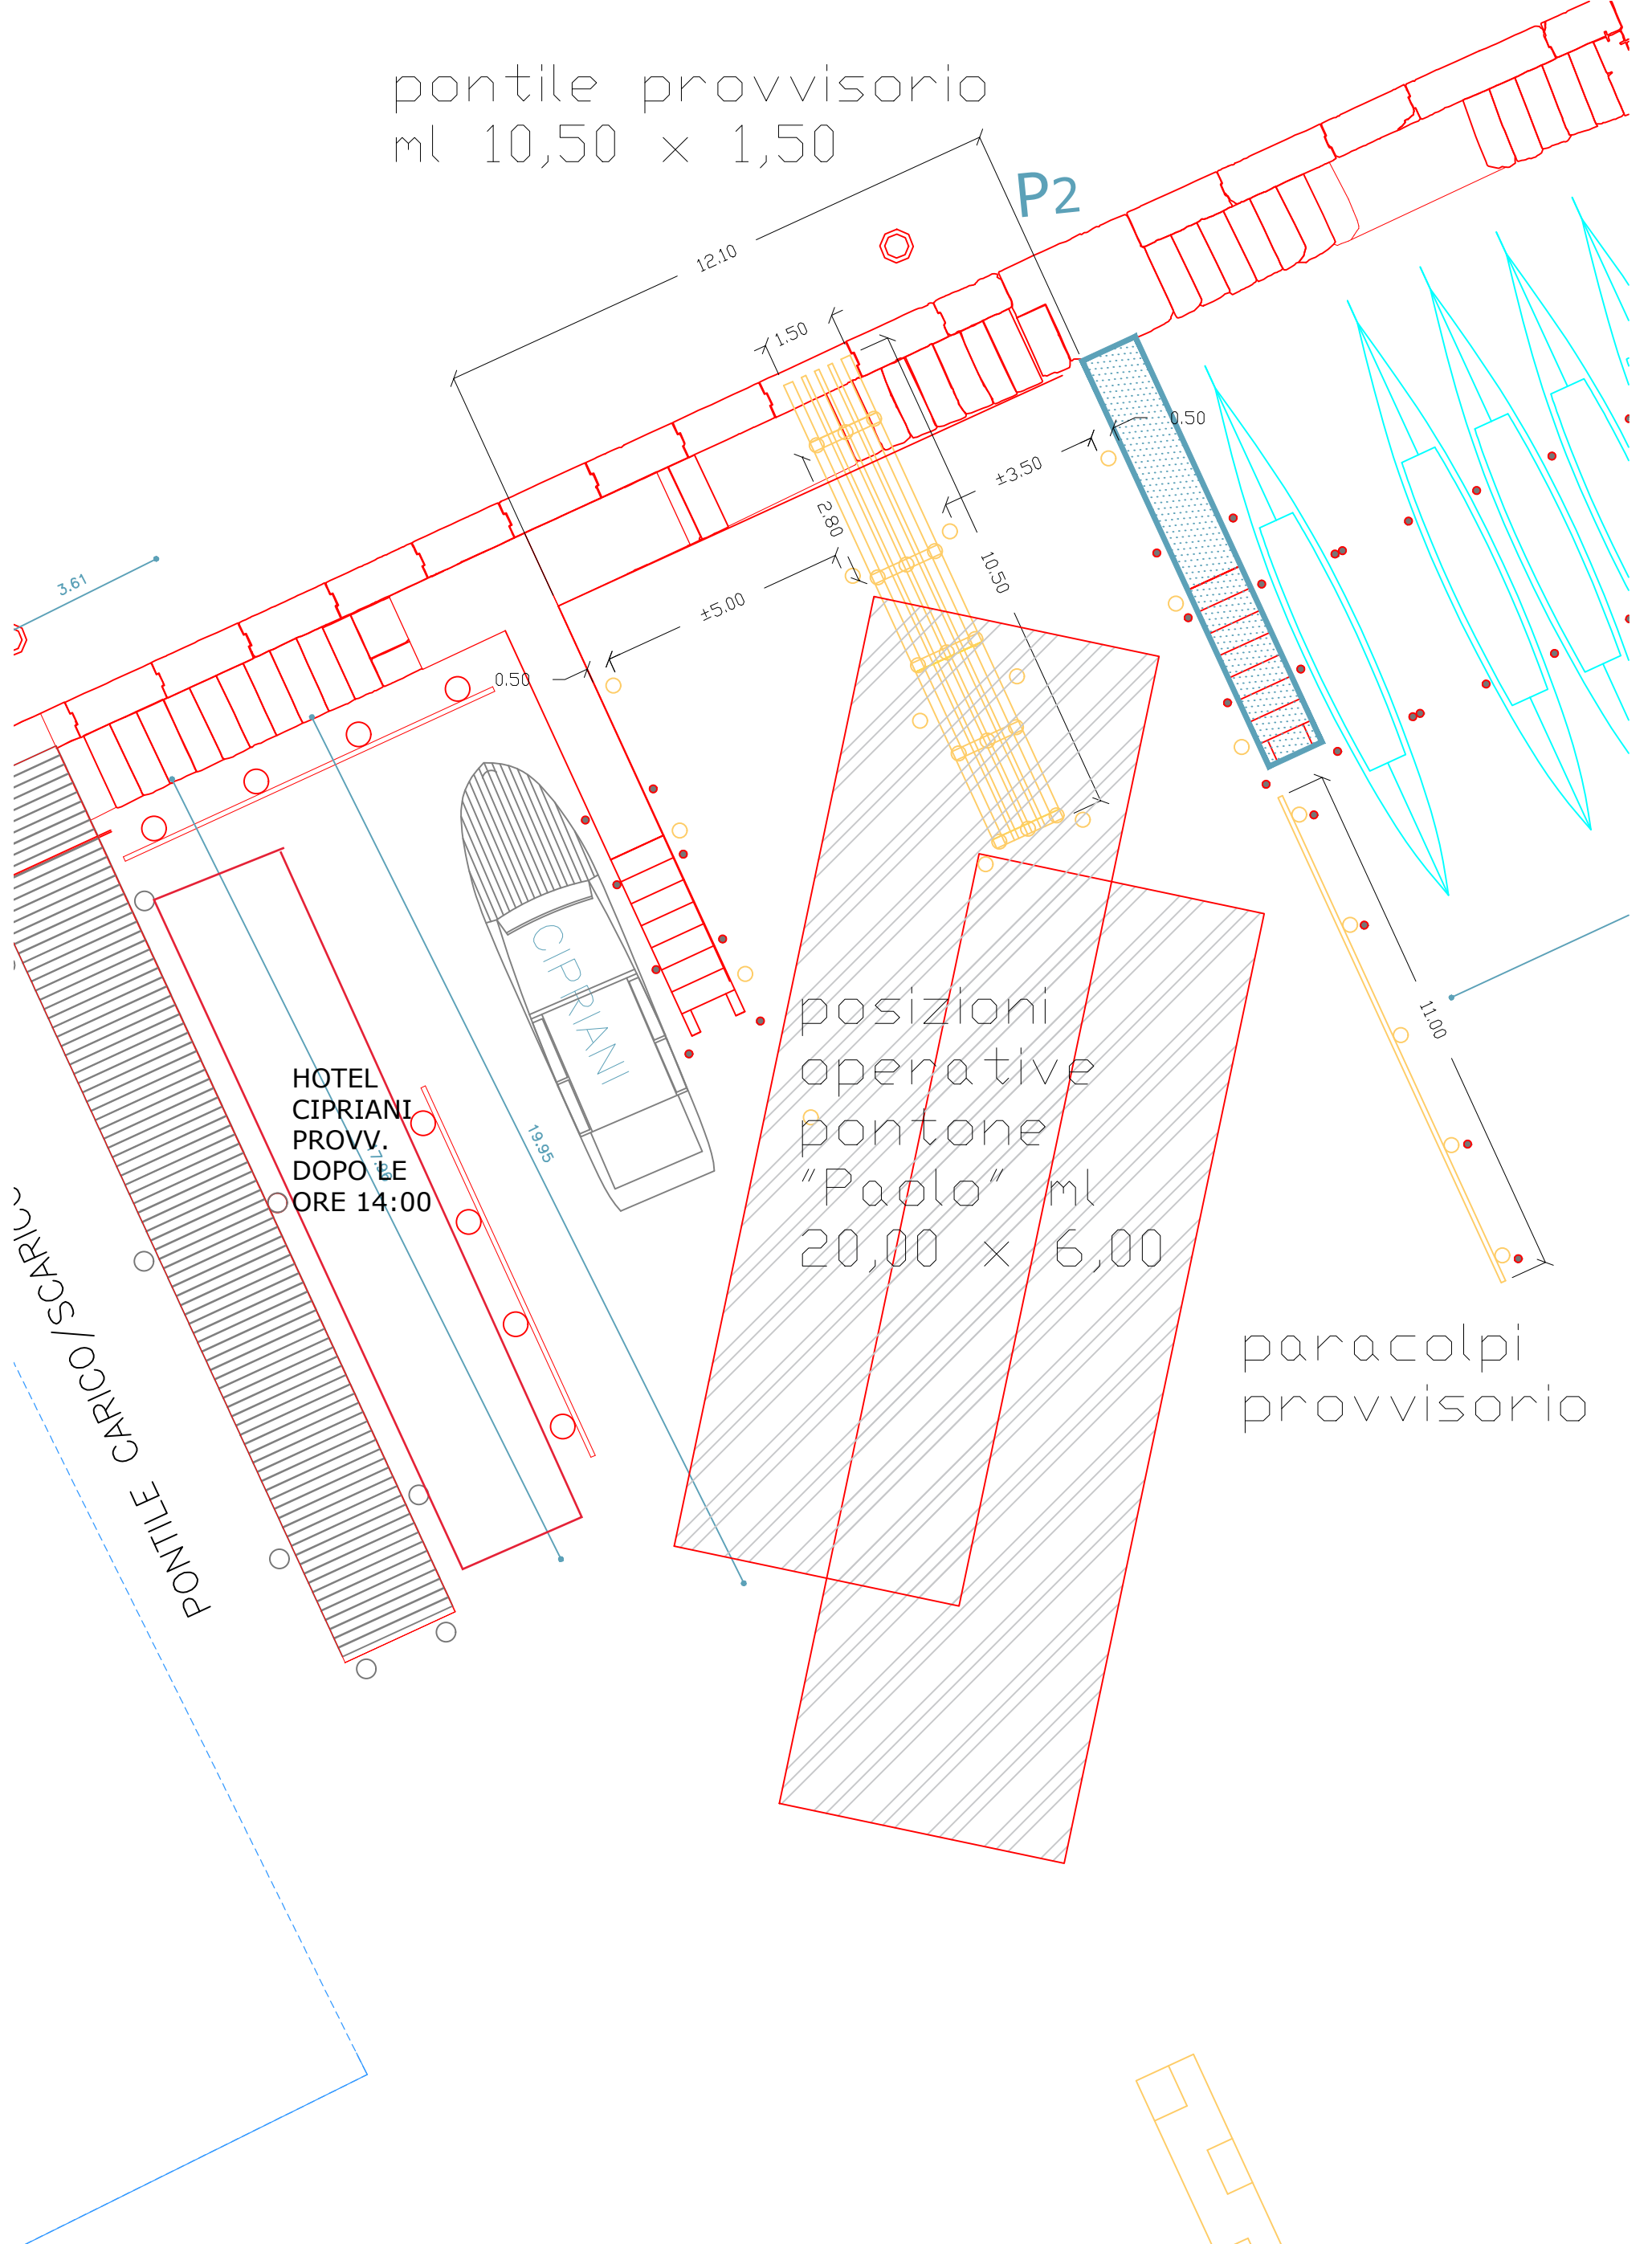 pontile provvisorio
ml 10,50 x 1,50
P2
12.10
1.50
0.50
±3.50
2.80
10.50
3.61
±5.00
0.50
CIPRIANI
19.95
11.00
HOTEL
CIPRIANI
PROVV.
DOPO LE
ORE 14:00
posizioni
operative
pontone
"Paolo" ml
20,00 x 6,00
PONTILE CARICO/SCARICO
paracolpi
provvisorio